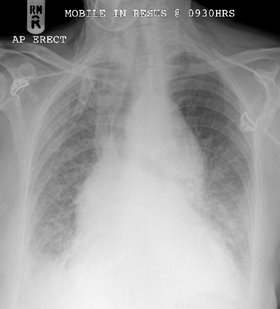 RM
R
MOBILE IN RESUS @ 0930HRS
AP ERECT